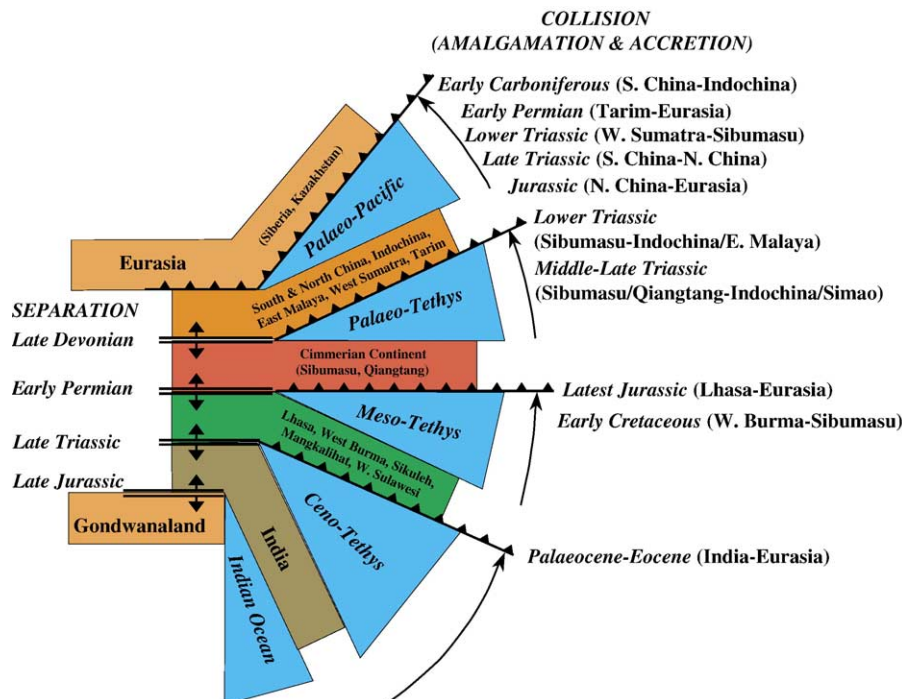 COLLISION
(AMALGAMATION & ACCRETION)
Early Carboniferous (S. China-Indochina)
Early Permian (Tarim-Eurasia)
Lower Triassic (W. Sumatra-Sibumasu)
Late Triassic (S. China-N. China)
Jurassic (N. China-Eurasia)
(Siberia, Kazakhstan)
Palaeo-Pacific
Eurasia
Lower Triassic
(Sibumasu-Indochina/E. Malaya)
Middle-Late Triassic
(Sibumasu/Qiangtang-Indochina/Simao)
South & North China, Indochina,
East Malaya, West Sumatra, Tarim
Palaeo-Tethys
SEPARATION
Late Devonian
Cimmerian Continent
(Sibumasu, Qiangtang)
Early Permian
Latest Jurassic (Lhasa-Eurasia)
Early Cretaceous (W. Burma-Sibumasu)
Meso-Tethys
Lhasa, West Burma, Sikuleh,
Mangkalihat, W. Sulawesi
Late Triassic
Late Jurassic
Gondwanaland
India
Ceno-Tethys
Indian Ocean
Palaeocene-Eocene (India-Eurasia)